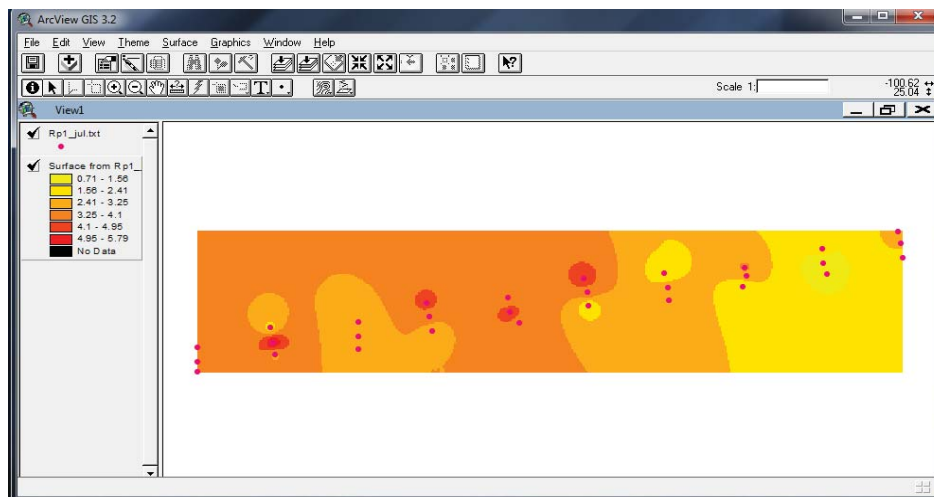 ArcView GIS 3.2
File Edit View Theme Surface Graphics Window Help
Scale 1:
-100.62
25.04
View1
Rp1_jul.txt
Surface from Rp1_
0.71 - 1.56
1.56 - 2.41
2.41 - 3.25
3.25 - 4.1
4.1 - 4.95
4.95 - 5.79
No Data